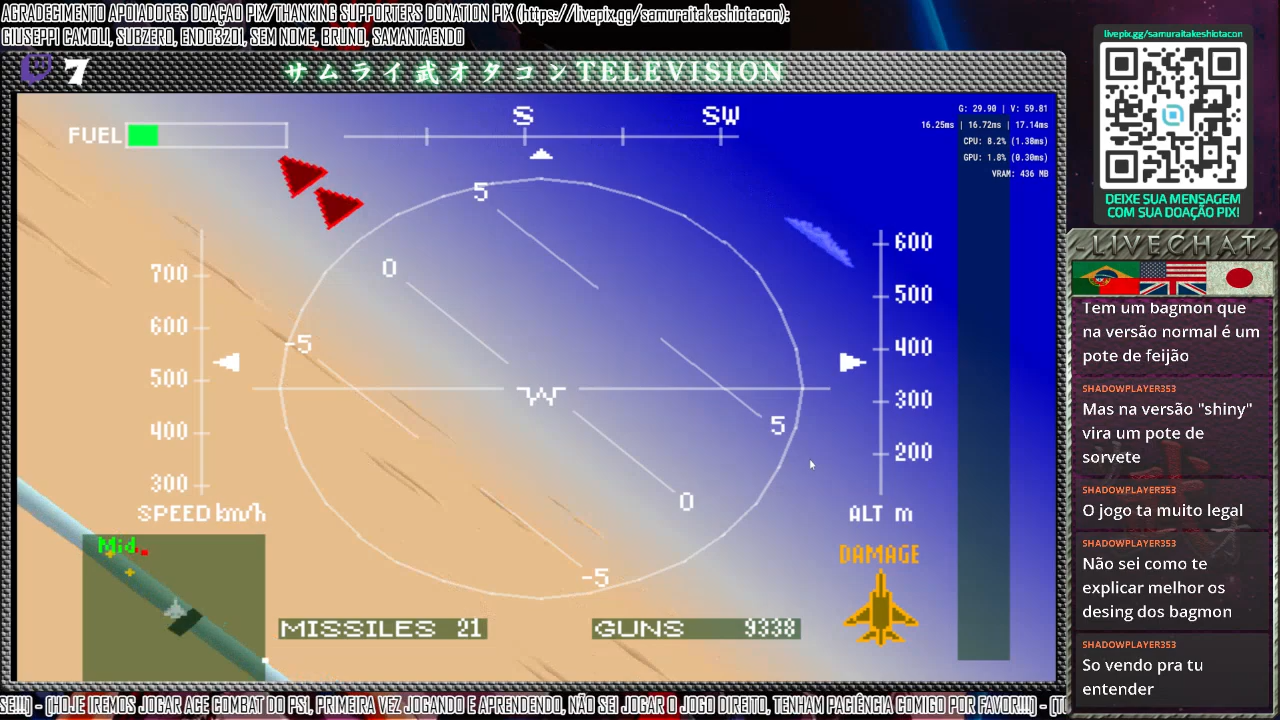 AGRADECIMENTO APOIADORES DOAÇÃO PIX/THANKING SUPPORTERS DONATION PIX (https://livepix.gg/samuraitakeshiotacon):
GIUSEPPI CAMOLI, SUBZERO, ENDO3201, SEM NOME, BRUNO, SAMANTAENDO
7
サムライ武オタコンTELEVISION
FUEL
S
SW
G: 29.90 | V: 59.81
16.25ms | 16.72ms | 17.14ms
CPU: 8.2% (1.38ms)
GPU: 1.8% (0.30ms)
VRAM: 436 MB
5
0
-5
5
0
-5
700
600
500
400
300
SPEED km/h
600
500
400
300
200
ALT m
DAMAGE
Mid.
MISSILES 21
GUNS 9338
livepix.gg/samuraitakeshiotacon
DEIXE SUA MENSAGEM
COM SUA DOAÇÃO PIX!
-LIVECHAT-
Tem um bagmon que
na versão normal é um
pote de feijão
SHADOWPLAYER353
Mas na versão "shiny"
vira um pote de
sorvete
SHADOWPLAYER353
O jogo ta muito legal
SHADOWPLAYER353
Não sei como te
explicar melhor os
desing dos bagmon
SHADOWPLAYER353
So vendo pra tu
entender
SE!!!) - (HOJE IREMOS JOGAR ACE COMBAT DO PS1, PRIMEIRA VEZ JOGANDO E APRENDENDO, NÃO SEI JOGAR O JOGO DIREITO, TENHAM PACIÊNCIA COMIGO POR FAVOR!!!) - (TO